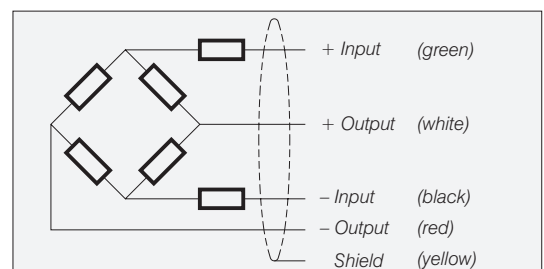 + Input (green)
+ Output (white)
– Input (black)
– Output (red)
Shield (yellow)